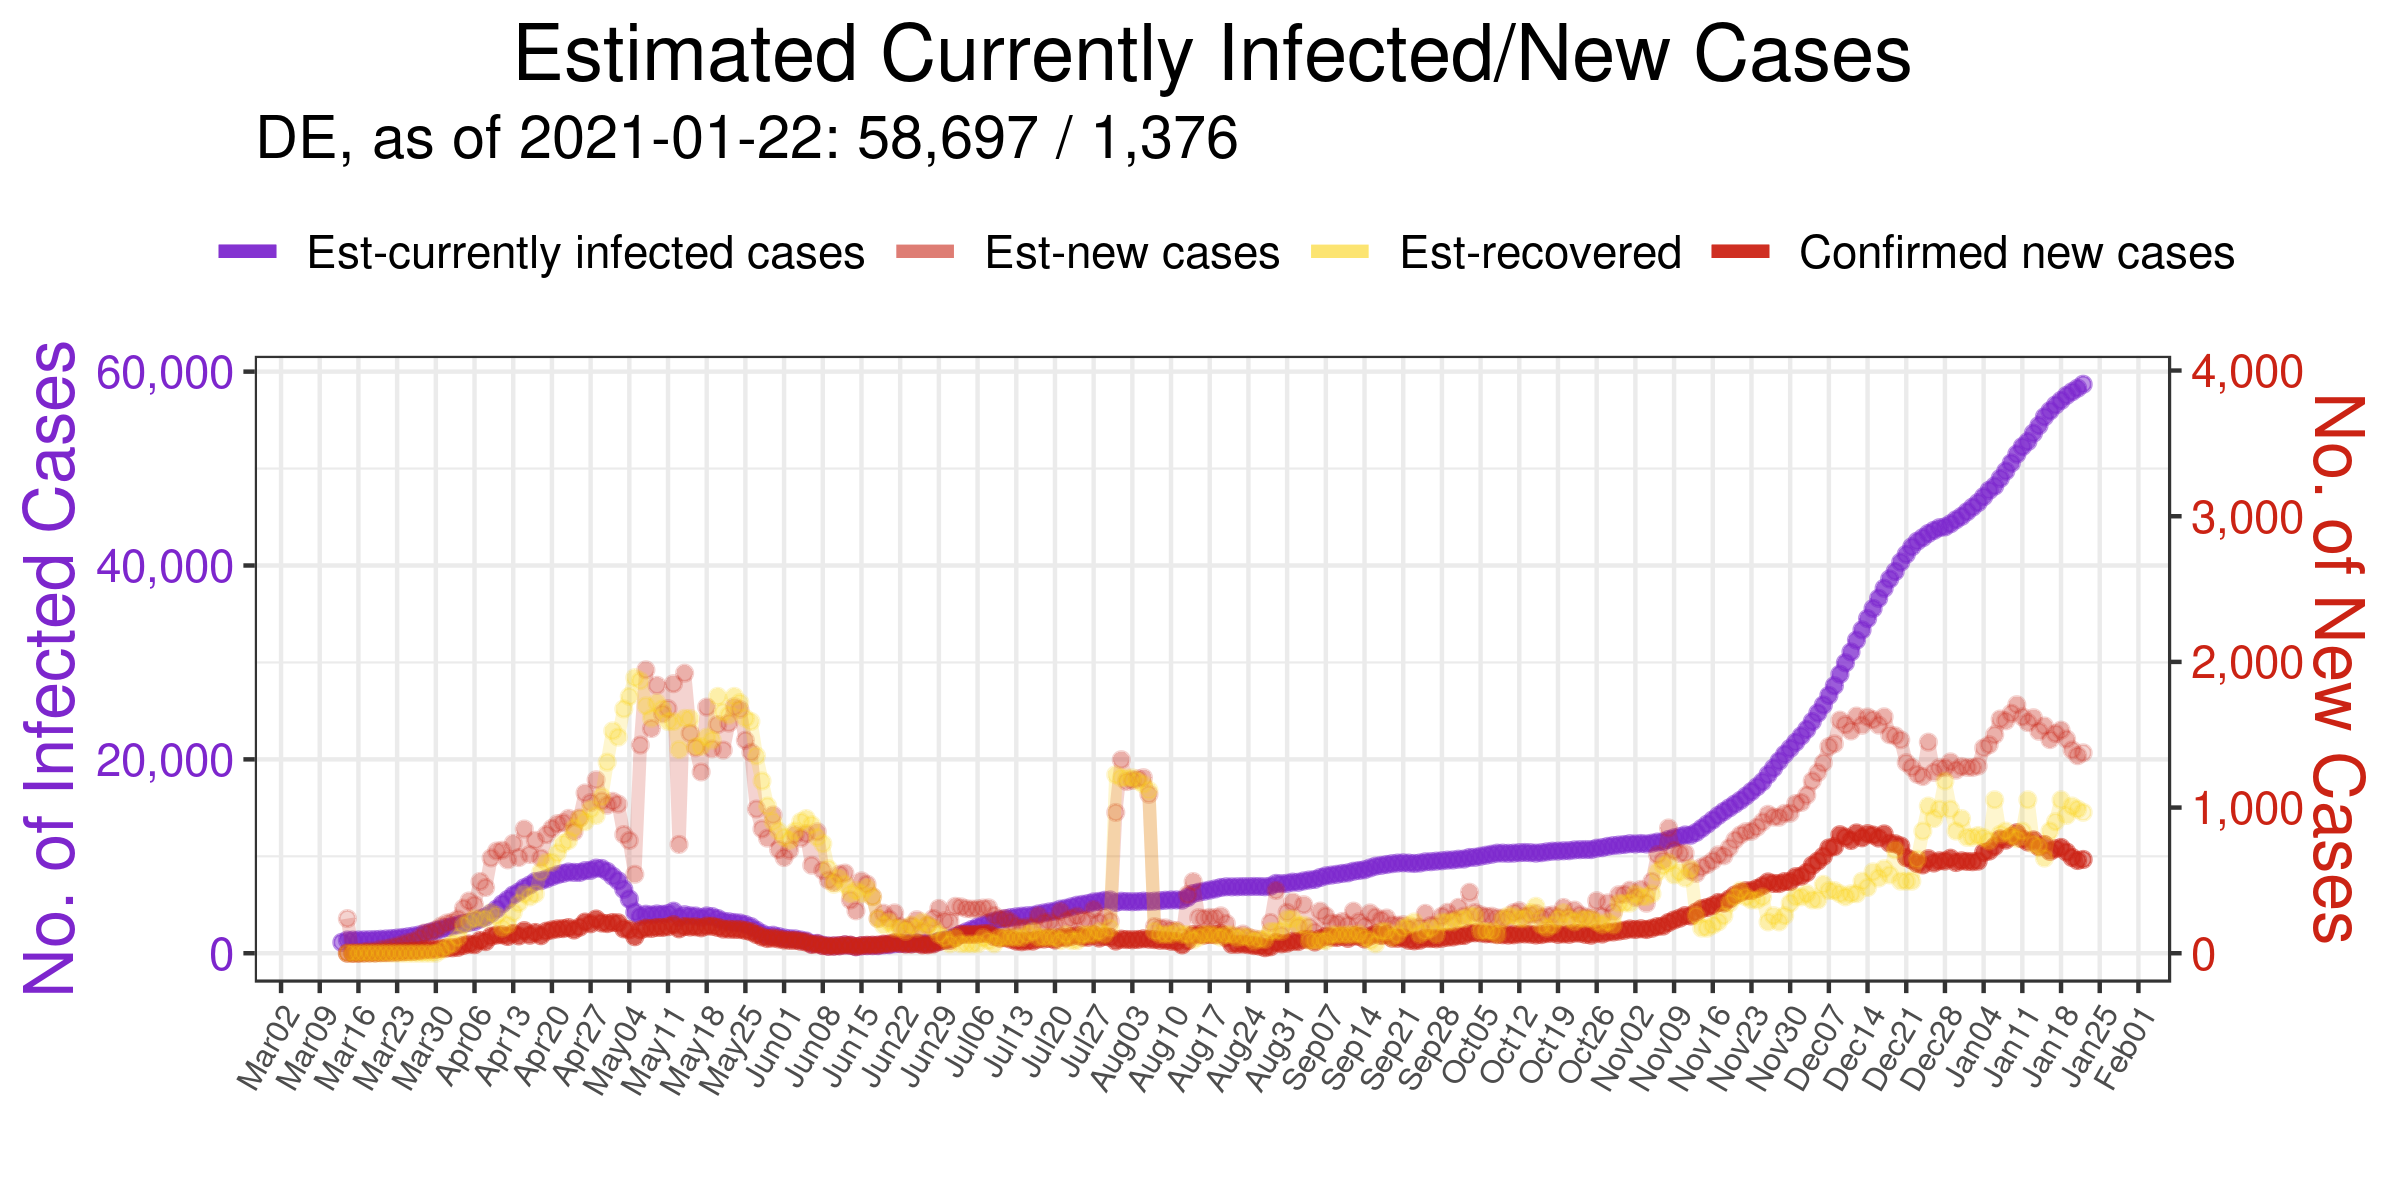 Estimated Currently Infected/New Cases
DE, as of 2021-01-22: 58,697 / 1,376
Est-currently infected cases Est-new cases Est-recovered Confirmed new cases
No. of Infected Cases
60,000
40,000
20,000
0
4,000
3,000
2,000
1,000
0
No. of New Cases
Mar02 Mar09 Mar16 Mar23 Mar30 Apr06 Apr13 Apr20 Apr27 May04 May11 May18 May25 Jun01 Jun08 Jun15 Jun22 Jun29 Jul06 Jul13 Jul20 Jul27 Aug03 Aug10 Aug17 Aug24 Aug31 Sep07 Sep14 Sep21 Sep28 Oct05 Oct12 Oct19 Oct26 Nov02 Nov09 Nov16 Nov23 Nov30 Dec07 Dec14 Dec21 Dec28 Jan04 Jan11 Jan18 Jan25 Feb01